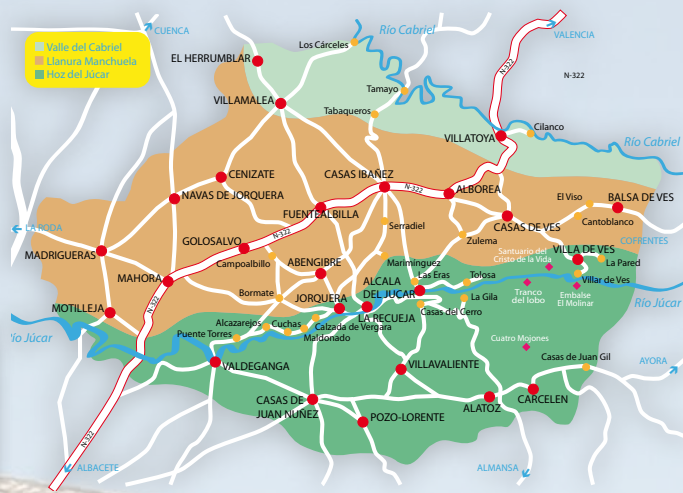 CUENCA
Valle del Cabriel
Llanura Manchuela
Hoz del Júcar
Los Cárceles
Río Cabriel
VALENCIA
EL HERRUMBLAR
N-322
N-322
Tamayo
VILLAMALEA
Tabaqueros
VILLATOYA
Cilanco
Río Cabriel
CENIZATE
CASAS IBAÑEZ
N-322
ALBOREA
NAVAS DE JORQUERA
El Viso
BALSA DE VES
FUENTEALBILLA
CASAS DE VES
Cantoblanco
LA RODA
Serradiel
N-322
GOLOSALVO
Zulema
COFRENTES
MADRIGUERAS
Campoalbillo
ABENGIBRE
Marimínguez
Santuario del
Cristo de la Vida
VILLA DE VES
La Pared
MAHORA
Las Eras
Tolosa
Villar de Ves
ALCALA
DEL JUCAR
Bormate
JORQUERA
La Gila
Tranco
del lobo
Embalse
El Molinar
Río Júcar
N-322
MOTILLEJA
LA RECUEJA
Casas del Cerro
Alcazarejos
Cuchas
Calzada de Vergara
Puente Torres
Maldonado
ío Júcar
Cuatro Mojones
Casas de Juan Gil
AYORA
VALDEGANGA
VILLAVALIENTE
CASAS DE
JUAN NÚÑEZ
POZO-LORENTE
ALATOZ
CARCELEN
N-322
ALBACETE
ALMANSA